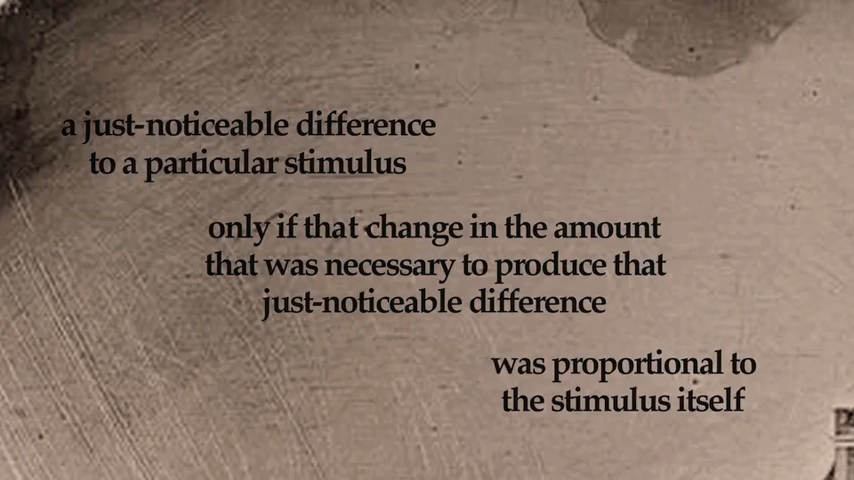 a just-noticeable difference
to a particular stimulus
only if that change in the amount
that was necessary to produce that
just-noticeable difference
was proportional to
the stimulus itself